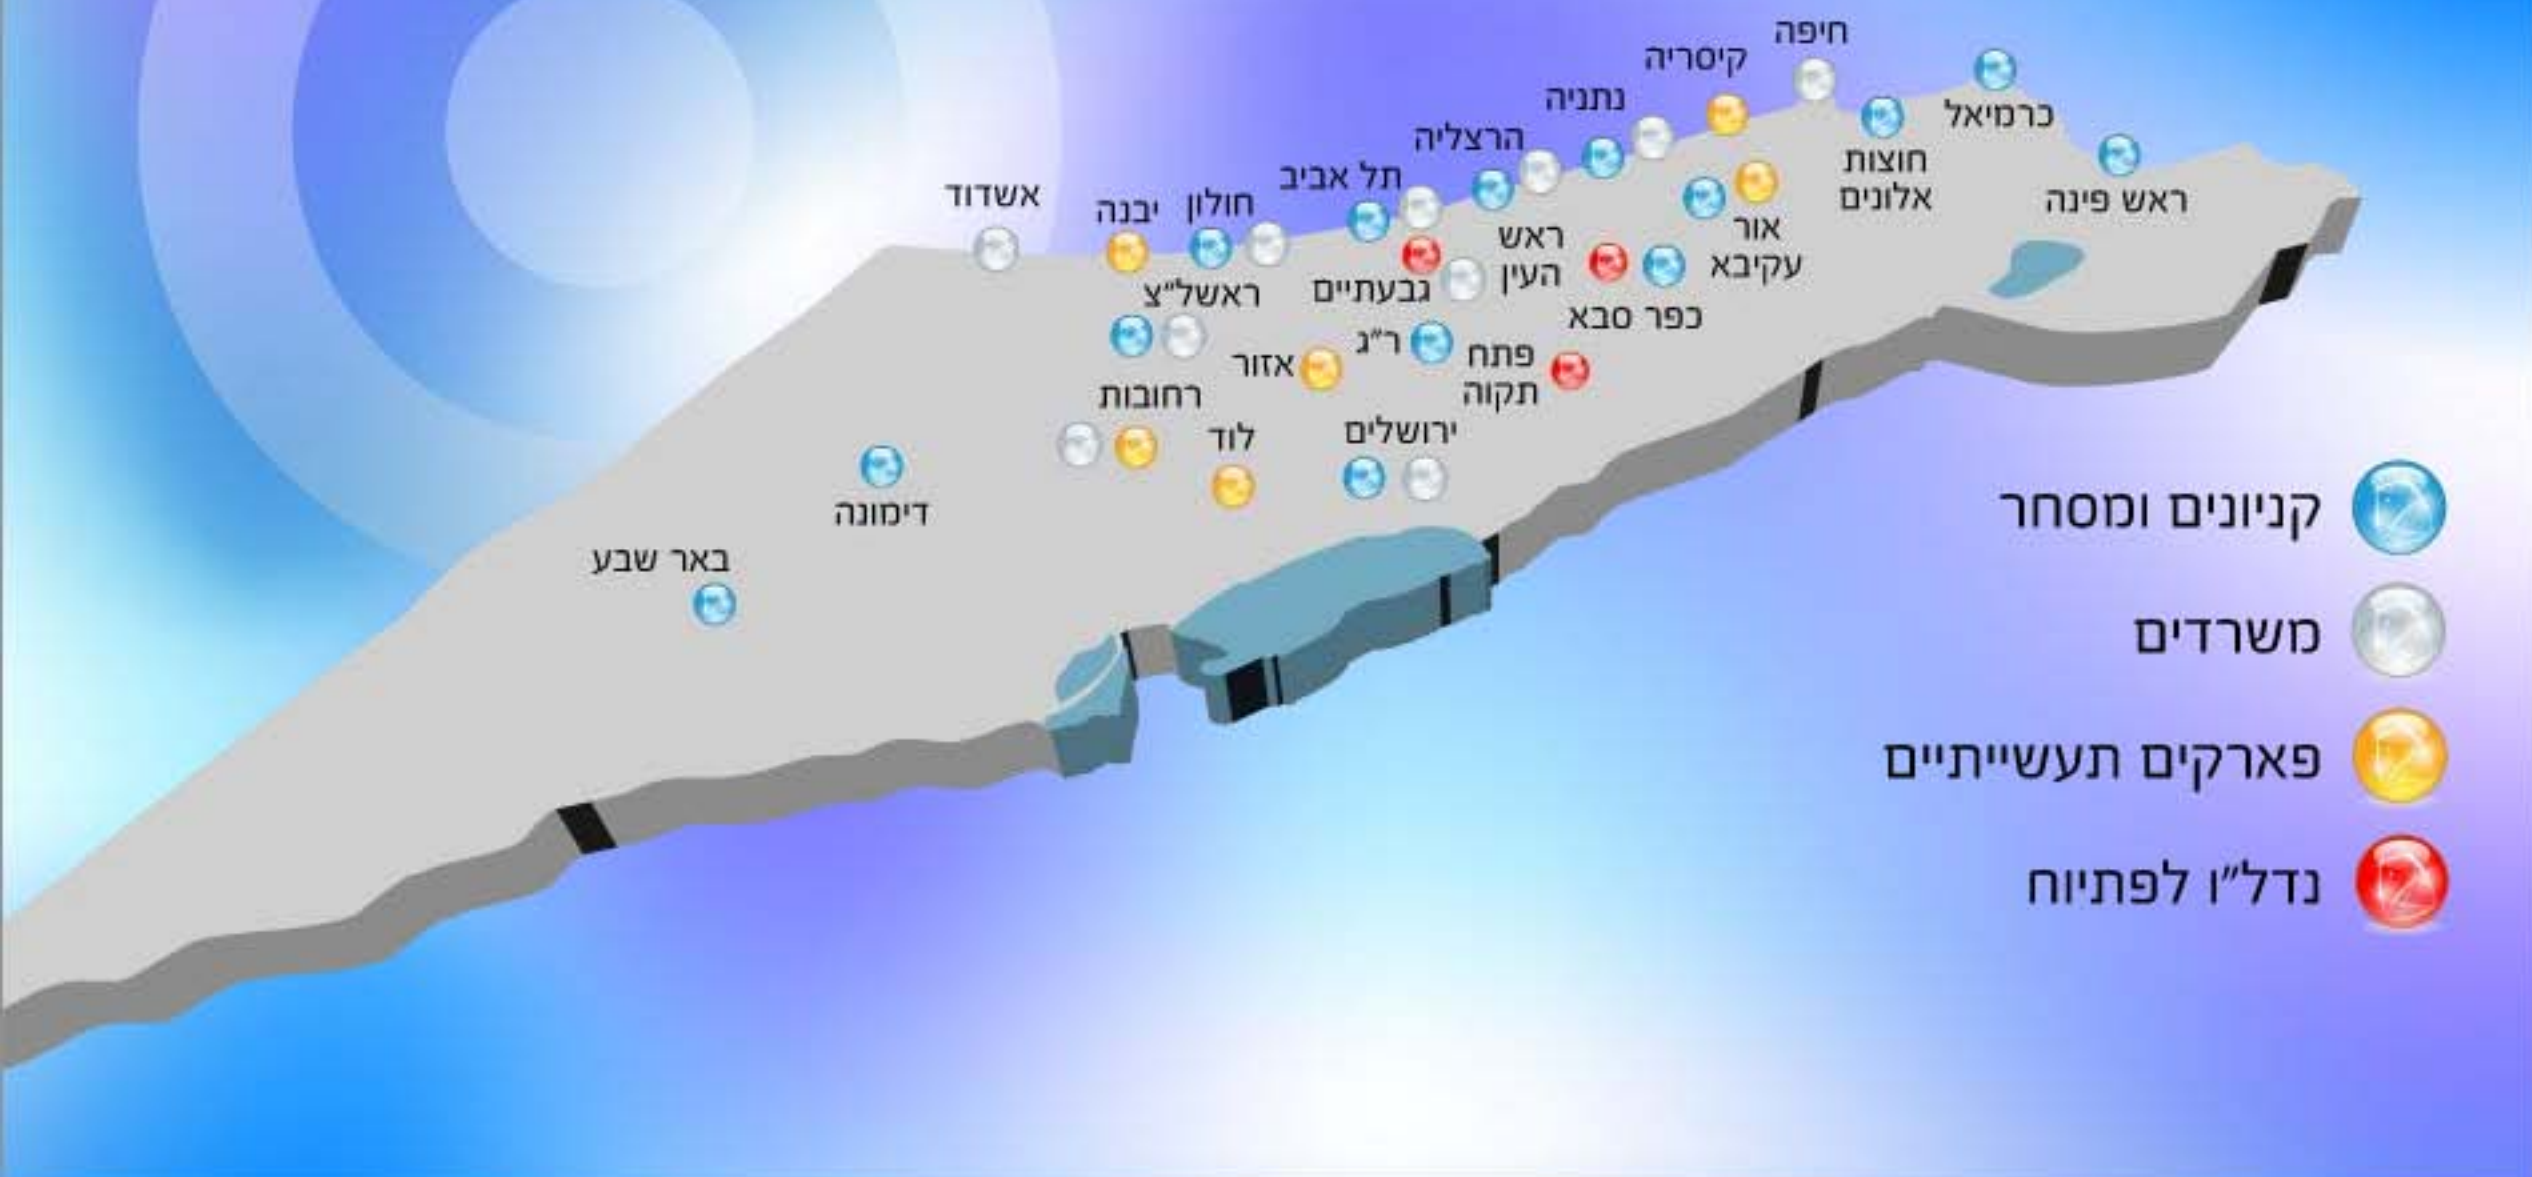 חיפה
קיסריה
נתניה
כרמיאל
הרצליה
חוצות
אלונים
תל אביב
ראש פינה
אשדוד
יבנה
חולון
אור
עקיבא
ראש
העין
גבעתיים
ראשל"צ
כפר סבא
ר"ג
פתח
תקוה
אזור
רחובות
לוד
ירושלים
דימונה
באר שבע
קניונים ומסחר
משרדים
פארקים תעשייתיים
נדל"ו לפתיוח